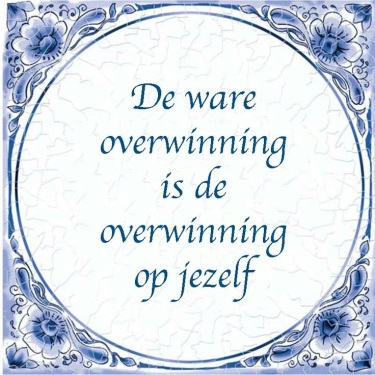 De ware
overwinning
is de
overwinning
op jezelf